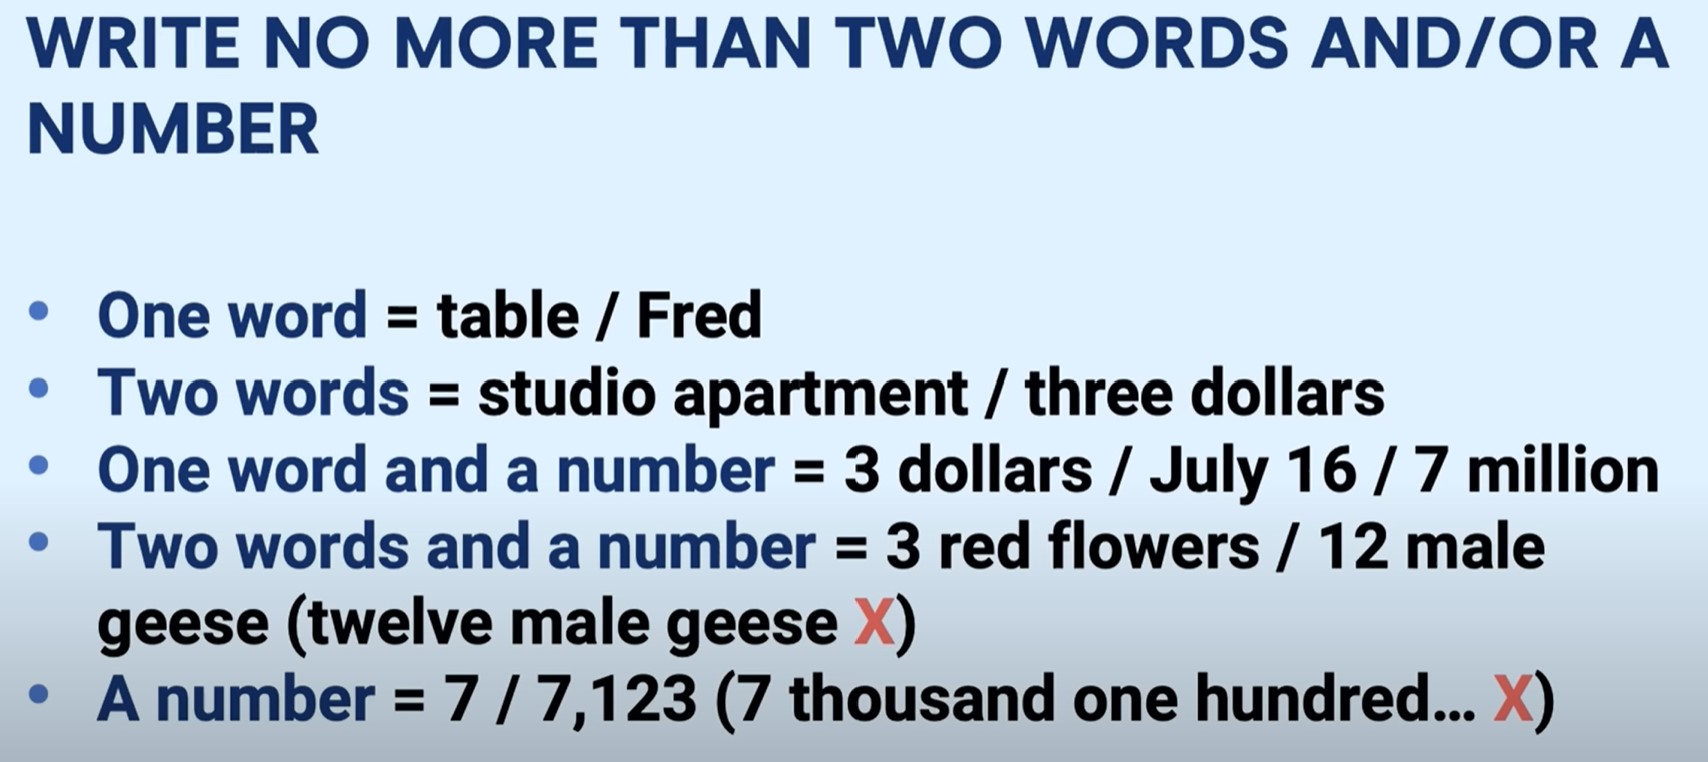 WRITE NO MORE THAN TWO WORDS AND/OR A
NUMBER
• One word = table / Fred
• Two words = studio apartment / three dollars
• One word and a number = 3 dollars / July 16 / 7 million
• Two words and a number = 3 red flowers / 12 male
geese (twelve male geese X)
• A number = 7 / 7,123 (7 thousand one hundred... X)